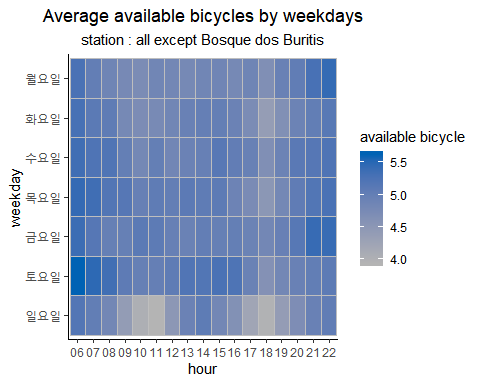 Average available bicycles by weekdays
station : all except Bosque dos Buritis
월요일
화요일
수요일
목요일
금요일
토요일
일요일
weekday
06 07 08 09 10 11 12 13 14 15 16 17 18 19 20 21 22
hour
available bicycle
5.5
5.0
4.5
4.0